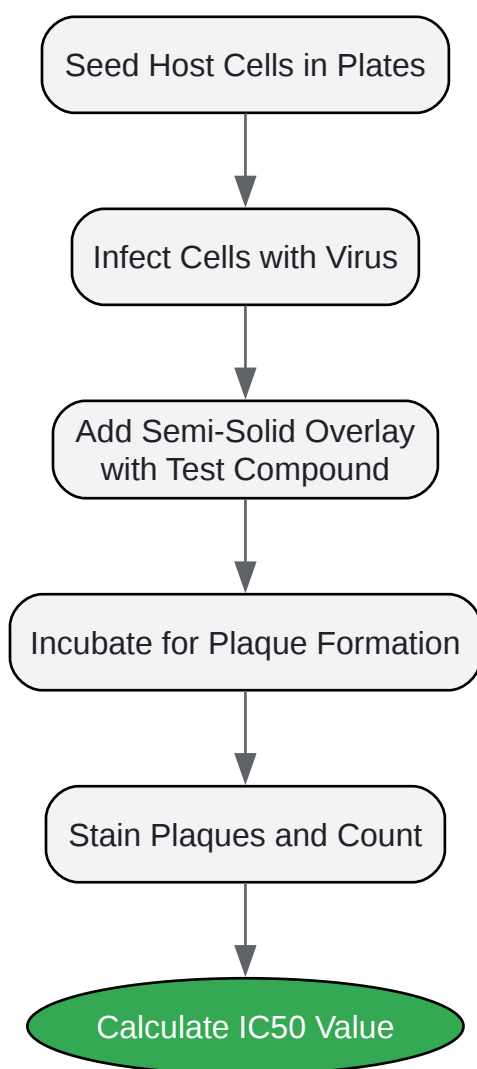 Seed Host Cells in Plates
Infect Cells with Virus
Add Semi-Solid Overlay
with Test Compound
Incubate for Plaque Formation
Stain Plaques and Count
Calculate IC50 Value